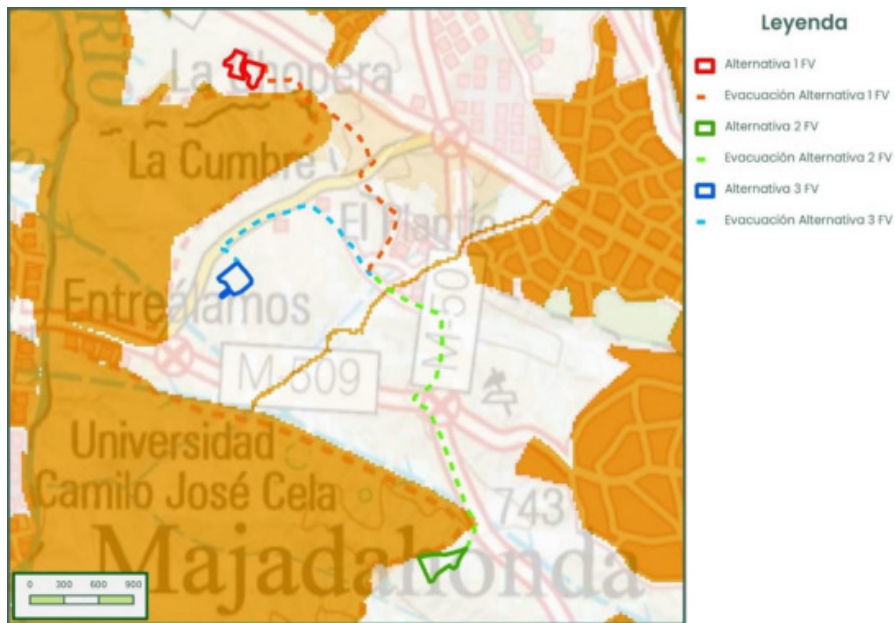 Leyenda
Alternativa 1 FV
Evacuación Alternativa 1 FV
Alternativa 2 FV
Evacuación Alternativa 2 FV
Alternativa 3 FV
Evacuación Alternativa 3 FV
RÍO
La Chopera
La Cumbre
El Plantío
Entreálamos
M-50
M 509
Universidad
Camilo José Cela
743
Majadahonda
0 300 600 900